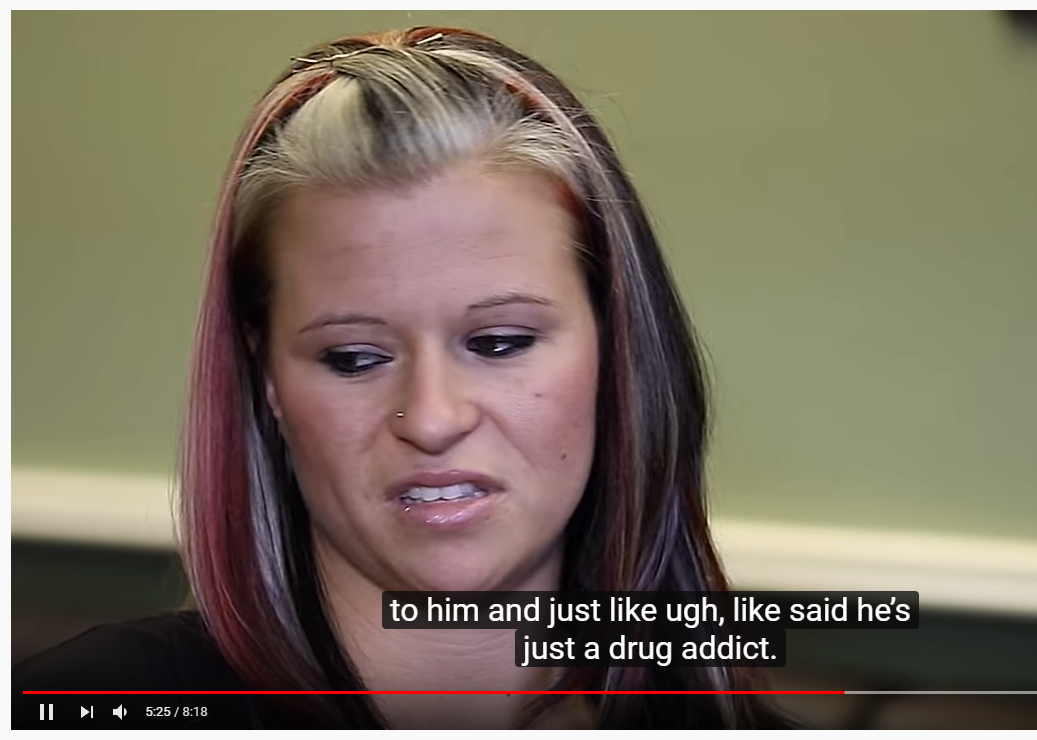 to him and just like ugh, like said he’s
just a drug addict.
5:25 / 8:18